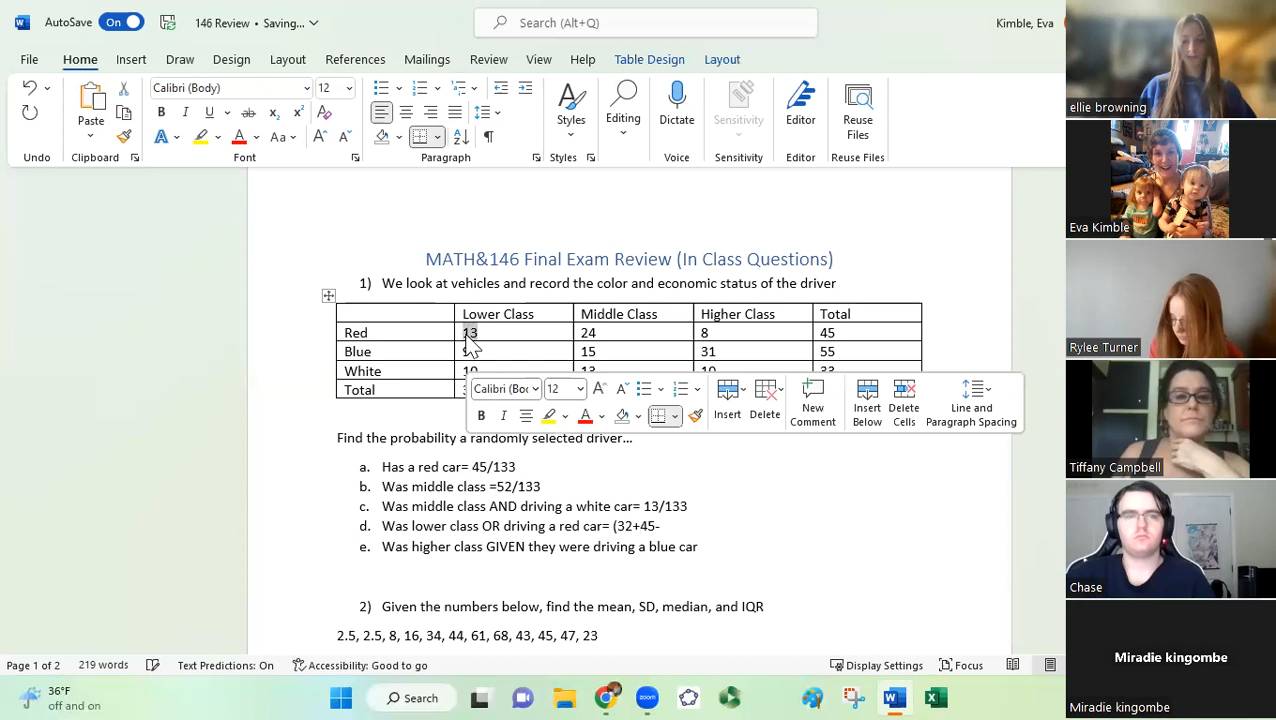 AutoSave On 146 Review • Saving... Search (Alt+Q) Kimble, Eva
File Home Insert Draw Design Layout References Mailings Review View Help Table Design Layout
Calibri (Body) 12
Paste Styles Editing Dictate Sensitivity Editor Reuse Files
Undo Clipboard Font Paragraph Styles Voice Sensitivity Editor Reuse Files
MATH&146 Final Exam Review (In Class Questions)
1) We look at vehicles and record the color and economic status of the driver
Lower Class Middle Class Higher Class Total
Red 13 24 8 45
Blue 15 31 55
White 10 13 10 33
Total
Calibri (Boc 12
Insert Delete New Comment Insert Below Delete Cells Line and Paragraph Spacing
Find the probability a randomly selected driver...
a. Has a red car= 45/133
b. Was middle class =52/133
c. Was middle class AND driving a white car= 13/133
d. Was lower class OR driving a red car= (32+45-
e. Was higher class GIVEN they were driving a blue car
2) Given the numbers below, find the mean, SD, median, and IQR
2.5, 2.5, 8, 16, 34, 44, 61, 68, 43, 45, 47, 23
Page 1 of 2 219 words Text Predictions: On Accessibility: Good to go Display Settings Focus
36°F
off and on
Search
ellie browning
Eva Kimble
Rylee Turner
Tiffany Campbell
Chase
Miradie kingombe
Miradie kingombe